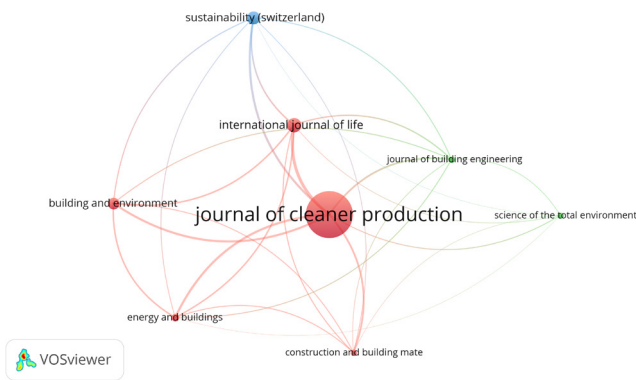 sustainability (switzerland)
international journal of life
journal of building engineering
building and environment
journal of cleaner production
science of the total environment
energy and buildings
construction and building mate
VOSviewer